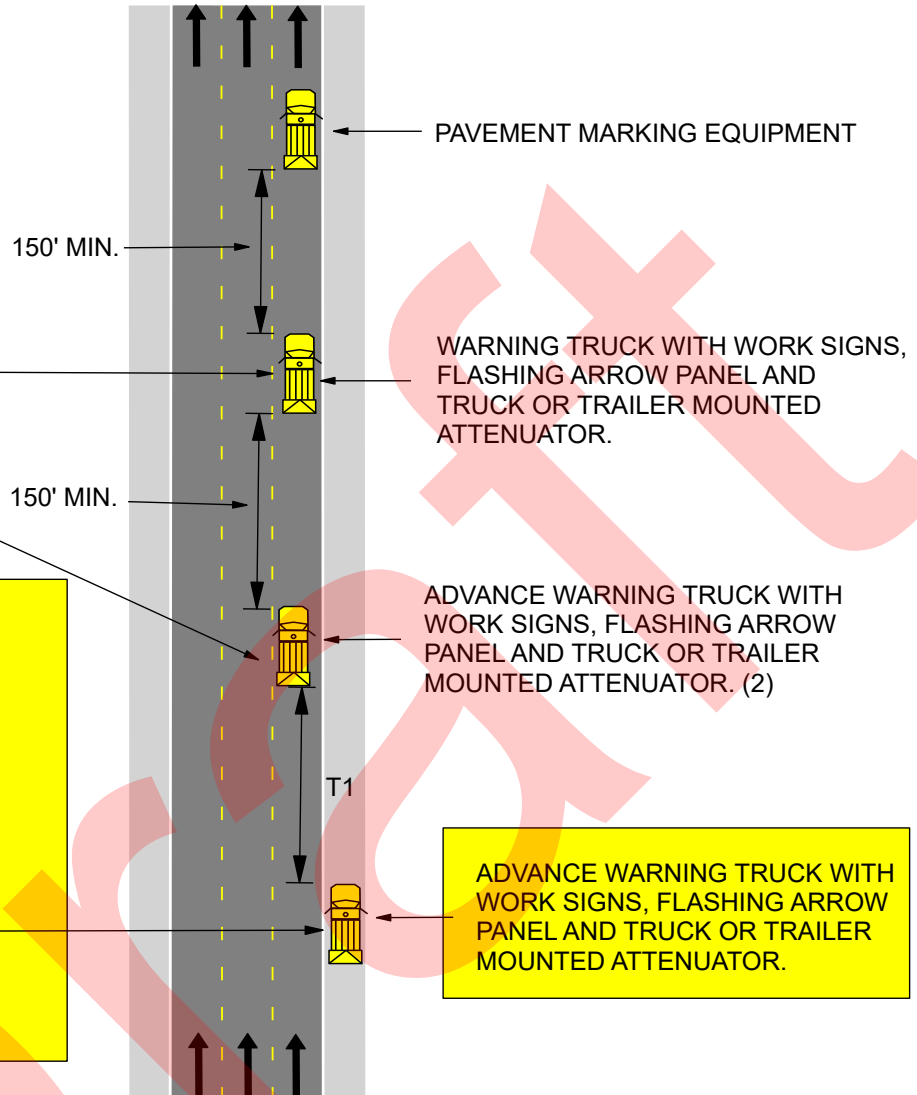 PAVEMENT MARKING EQUIPMENT
150' MIN.
WARNING TRUCK WITH WORK SIGNS,
FLASHING ARROW PANEL AND
TRUCK OR TRAILER MOUNTED
ATTENUATOR.
150' MIN.
ADVANCE WARNING TRUCK WITH
WORK SIGNS, FLASHING ARROW
PANEL AND TRUCK OR TRAILER
MOUNTED ATTENUATOR. (2)
T1
ADVANCE WARNING TRUCK WITH
WORK SIGNS, FLASHING ARROW
PANEL AND TRUCK OR TRAILER
MOUNTED ATTENUATOR.
raft